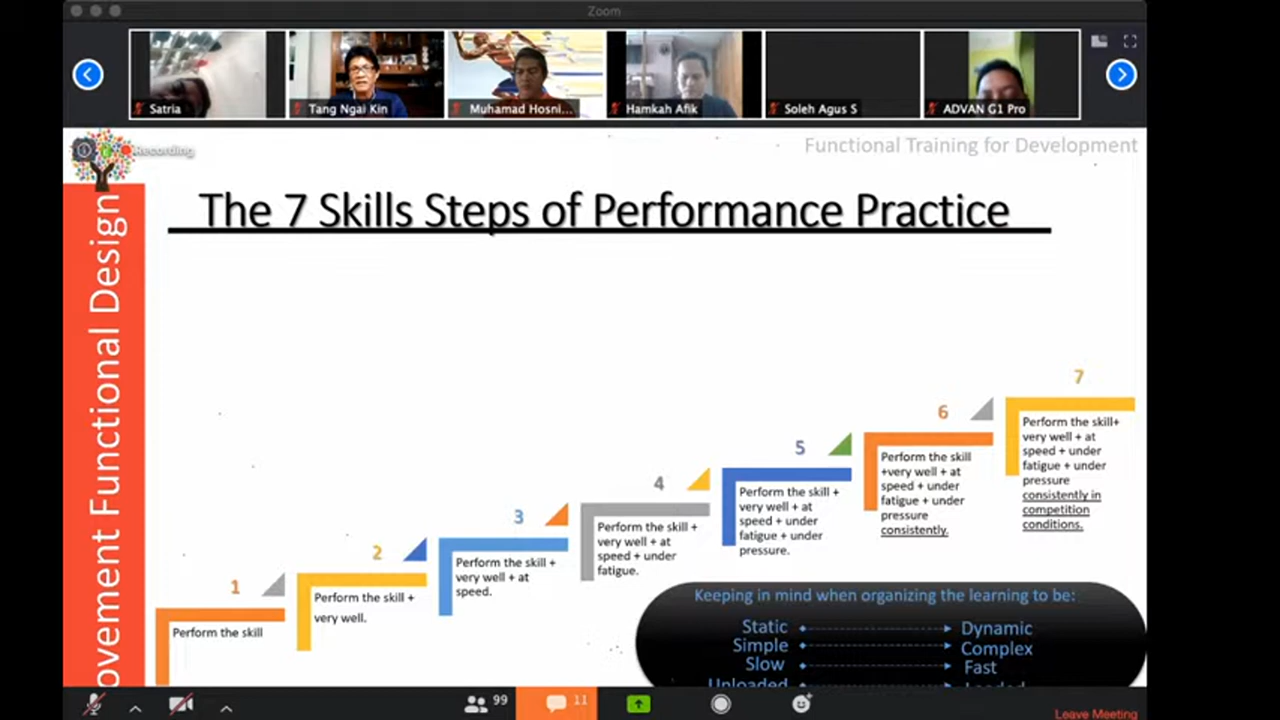 Zoom
Satria
Tang Ngai Kin
Muhamad Hosni...
Hamkah Afik
Soleh Agus S
ADVAN G1 Pro
Recording
Functional Training for Development
ovement Functional Design
The 7 Skills Steps of Performance Practice
1
Perform the skill
2
Perform the skill +
very well.
3
Perform the skill +
very well + at
speed.
4
Perform the skill +
very well + at
speed + under
fatigue.
5
Perform the skill +
very well + at
speed + under
fatigue + under
pressure.
6
Perform the skill
+very well + at
speed + under
fatigue + under
pressure
consistently.
7
Perform the skill+
very well + at
speed + under
fatigue + under
pressure
consistently in
competition
conditions.
Keeping in mind when organizing the learning to be:
Static Dynamic
Simple Complex
Slow Fast
Unloaded Loaded
99
11
Leave Meeting